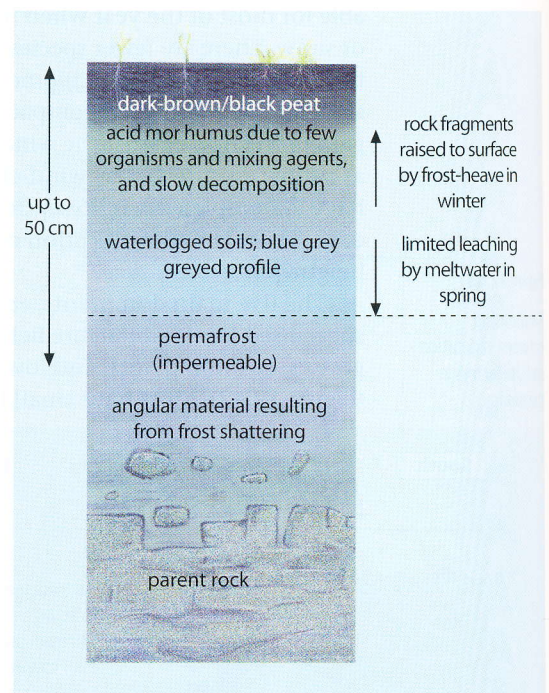 dark-brown/black peat
acid mor humus due to few
organisms and mixing agents,
and slow decomposition
rock fragments
raised to surface
by frost-heave in
winter
up to
50 cm
waterlogged soils; blue grey
greyed profile
limited leaching
by meltwater in
spring
permafrost
(impermeable)
angular material resulting
from frost shattering
parent rock